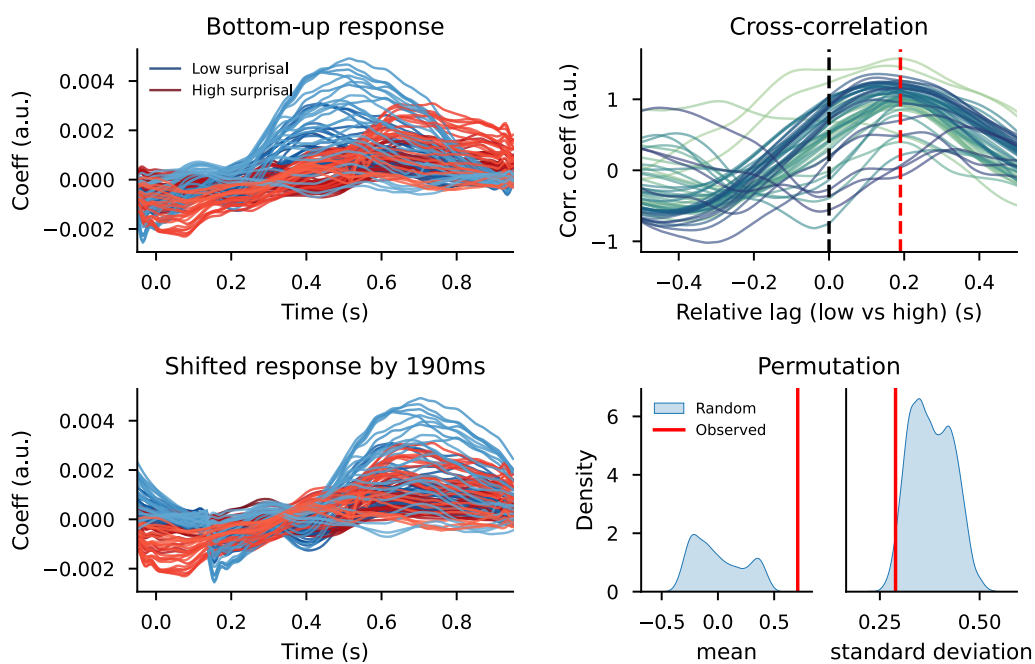 Bottom-up response
Coeff (a.u.)
0.004
0.002
0.000
−0.002
Low surprisal
High surprisal
0.0 0.2 0.4 0.6 0.8
Time (s)
Cross-correlation
Corr. coeff (a.u.)
1
0
−1
−0.4 −0.2 0.0 0.2 0.4
Relative lag (low vs high) (s)
Shifted response by 190ms
Coeff (a.u.)
0.004
0.002
0.000
−0.002
0.0 0.2 0.4 0.6 0.8
Time (s)
Permutation
Density
6
4
2
0
Random
Observed
−0.5 0.0 0.5
mean
0.25 0.50
standard deviation